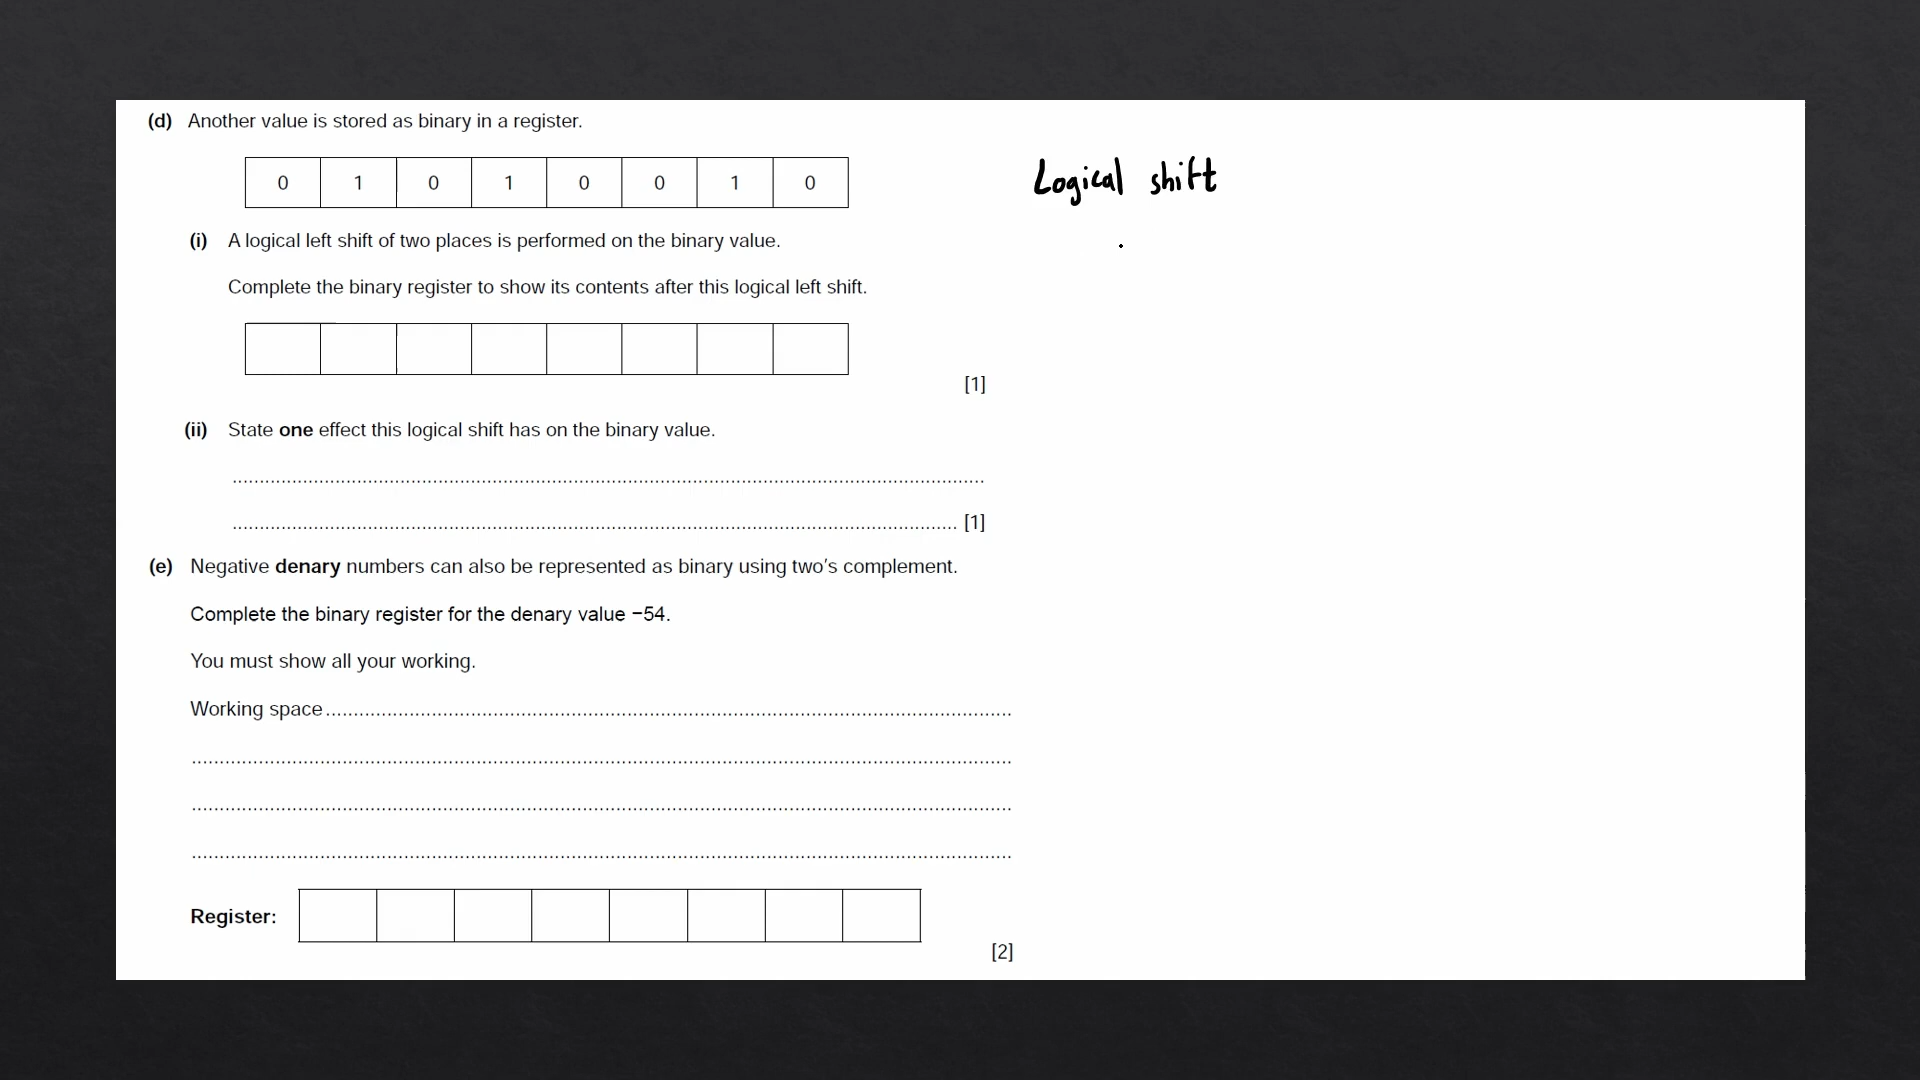 (d) Another value is stored as binary in a register.
0 1 0 1 0 0 1 0
Logical shift
(i) A logical left shift of two places is performed on the binary value.
Complete the binary register to show its contents after this logical left shift.
[1]
(ii) State one effect this logical shift has on the binary value.
................................................................
................................................................ [1]
(e) Negative denary numbers can also be represented as binary using two’s complement.
Complete the binary register for the denary value −54.
You must show all your working.
Working space ................................................................
................................................................
................................................................
................................................................
Register:
[2]